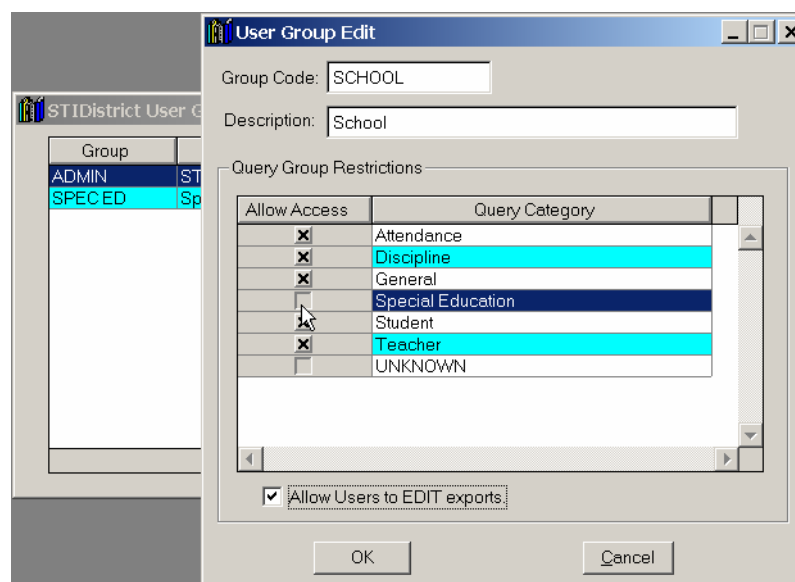 User Group Edit
Group Code: SCHOOL
STIDistrict User G
Description: School
Group
ADMIN ST
SPEC ED Sp
Query Group Restrictions
Allow Access Query Category
Attendance
Discipline
General
Special Education
Student
Teacher
UNKNOWN
Allow Users to EDIT exports.
OK Cancel